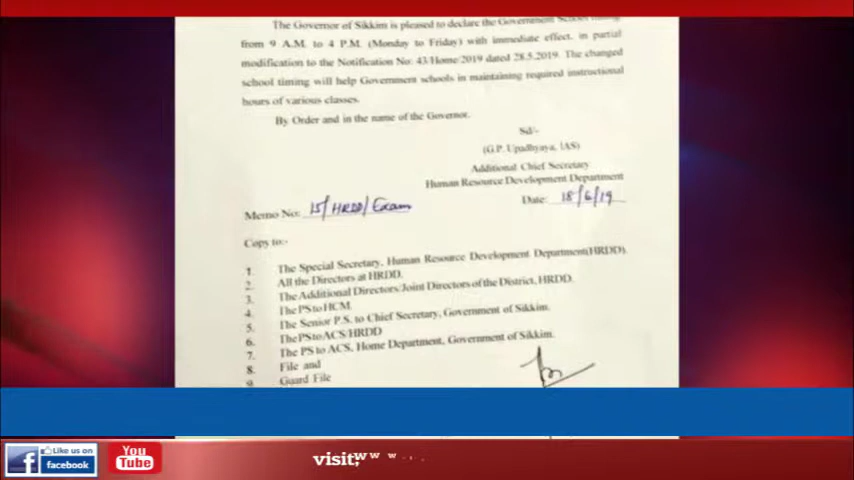 The Governor of Sikkim is pleased to declare the Government School timing
from 9 A.M. to 4 P.M. (Monday to Friday) with immediate effect, in partial
modification to the Notification No: 43/Home/2019 dated 28.5.2019. The changed
school timing will help Government schools in maintaining required instructional
hours of various classes.
By Order and in the name of the Governor.
Sd/-
(G.P. Upadhyaya, IAS)
Additional Chief Secretary
Human Resource Development Department
Memo No: 15/HRDD/Exam
Date: 18/6/19
Copy to:-
1. The Special Secretary, Human Resource Development Department(HRDD).
2. All the Directors at HRDD.
3. The Additional Directors/Joint Directors of the District, HRDD.
4. The PS to HCM.
5. The Senior P.S. to Chief Secretary, Government of Sikkim.
6. The PS to ACS/HRDD
7. The PS to ACS, Home Department, Government of Sikkim.
8. File and
9. Guard File
f Like us on
facebook
You
Tube
visit; w w